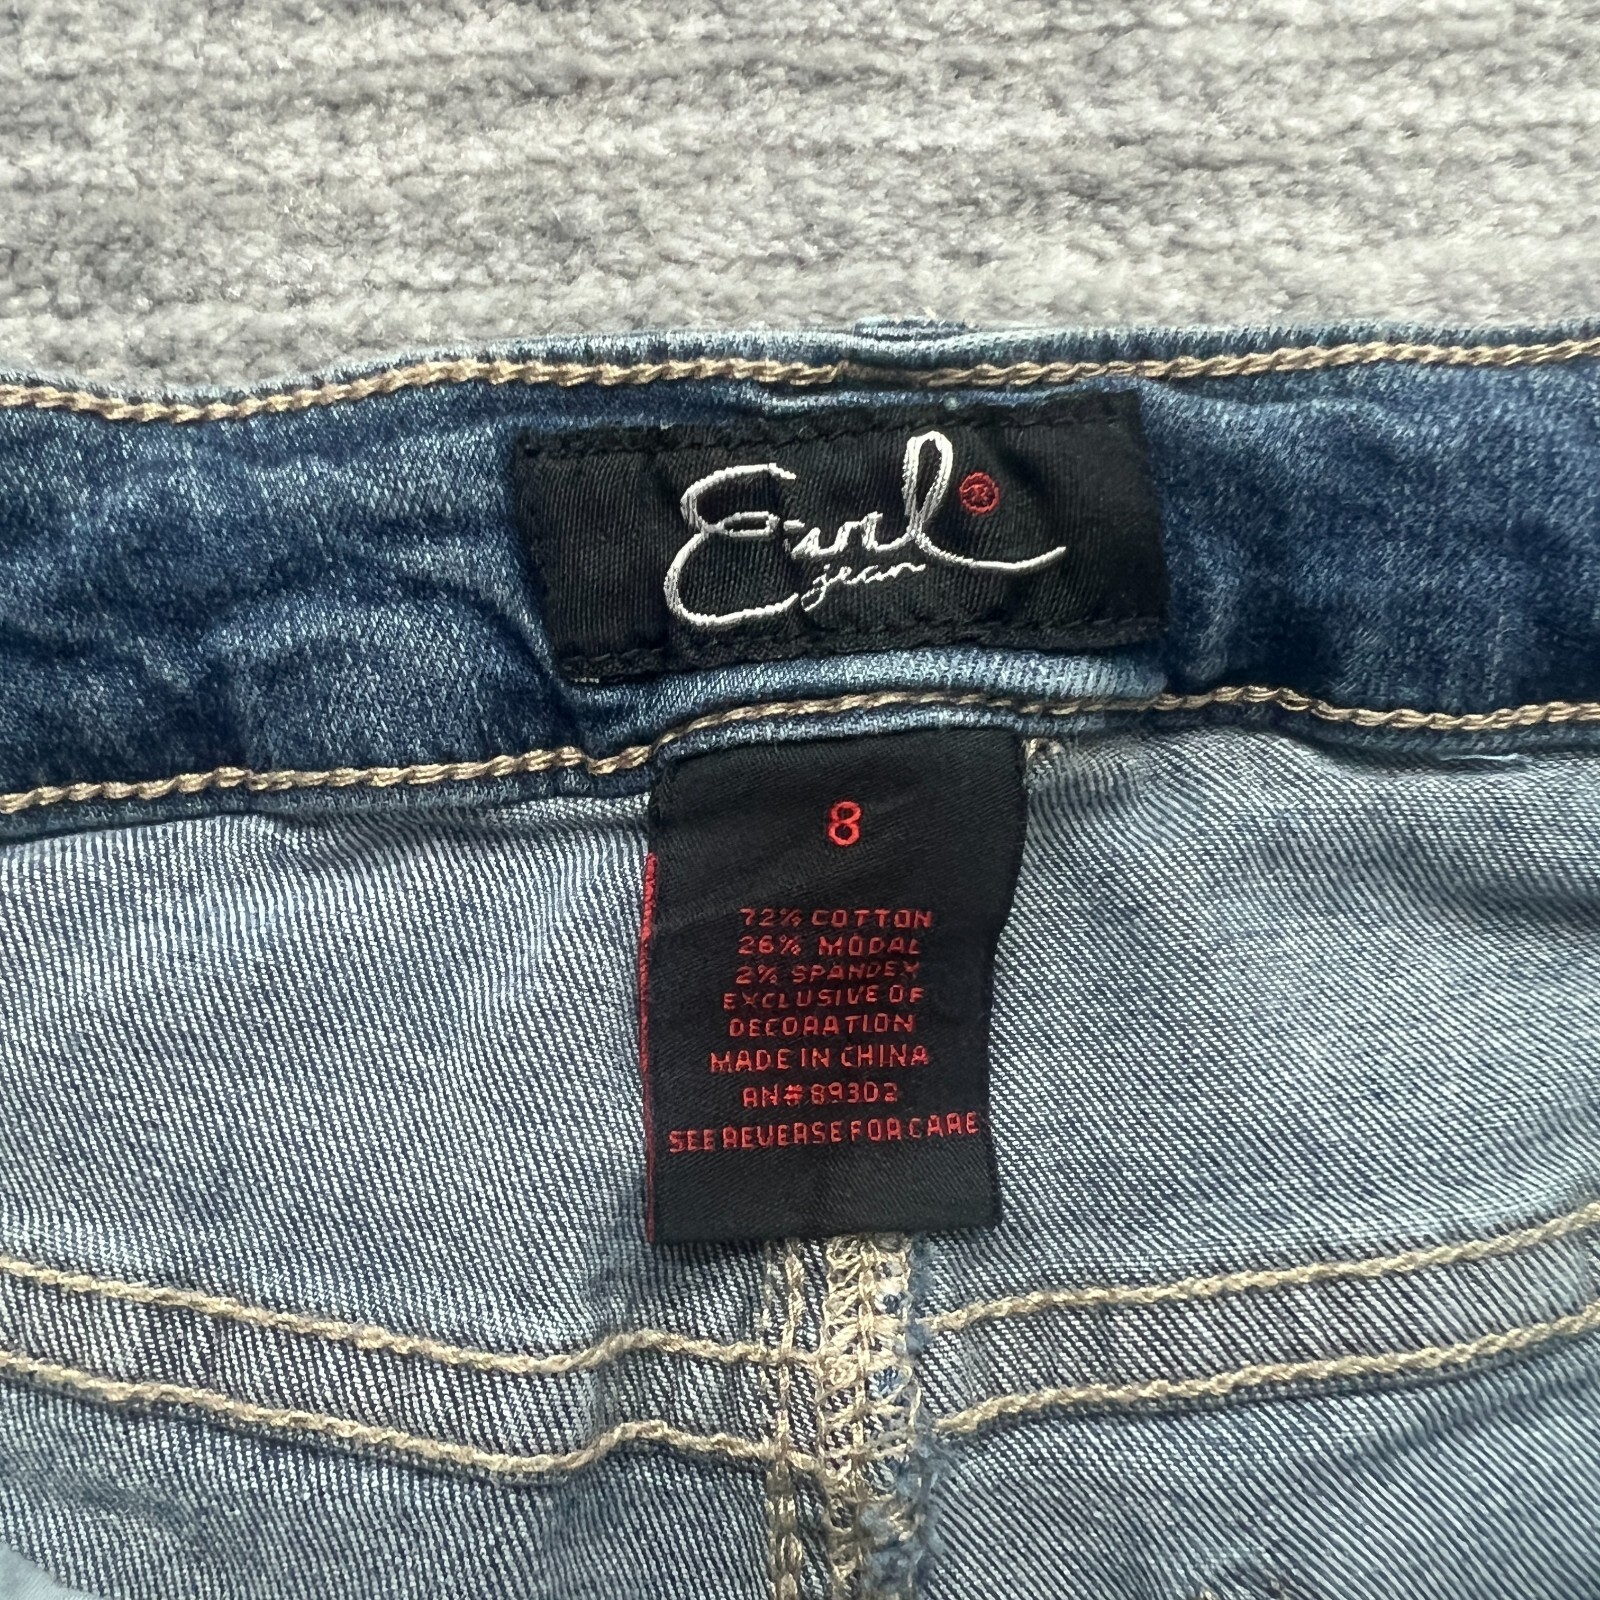 Earl ®
jean
8
72% COTTON
26% MODAL
2% SPANDEX
EXCLUSIVE OF
DECORATION
MADE IN CHINA
RN# 89302
SEE REVERSE FOR CARE